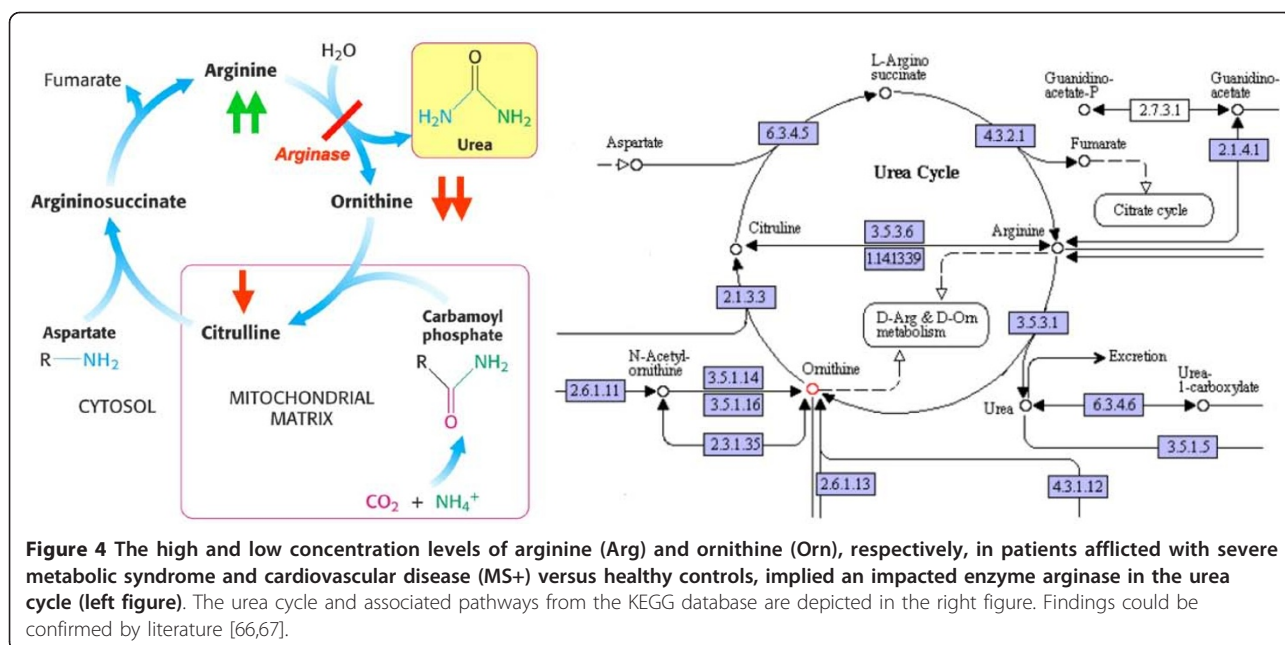 H₂O
Fumarate
Arginine
O
H₂N
NH₂
Urea
Arginase
Argininosuccinate
Ornithine
Aspartate
R—NH₂
CYTOSOL
Citrulline
MITOCHONDRIAL
MATRIX
Carbamoyl
phosphate
R
NH₂
O
CO₂ + NH₄⁺
L-Argino
succinate
Guanidino-
acetate-P
Guanidino-
acetate
2.7.3.1
6.3.4.5
4.3.2.1
2.1.4.1
Aspartate
Fumarate
Urea Cycle
Citrate cycle
Citruline
3.5.3.6
1.14.13.39
Arginine
2.1.3.3
D-Arg & D-Orn
metabolism
3.5.3.1
N-Acetyl-
ornithine
Ornithine
Excretion
2.6.1.11
3.5.1.14
3.5.1.16
Urea-
1-carboxylate
Urea
6.3.4.6
2.3.1.35
3.5.1.5
2.6.1.13
4.3.1.12
Figure 4 The high and low concentration levels of arginine (Arg) and ornithine (Orn), respectively, in patients afflicted with severe
metabolic syndrome and cardiovascular disease (MS+) versus healthy controls, implied an impacted enzyme arginase in the urea
cycle (left figure). The urea cycle and associated pathways from the KEGG database are depicted in the right figure. Findings could be
confirmed by literature [66,67].